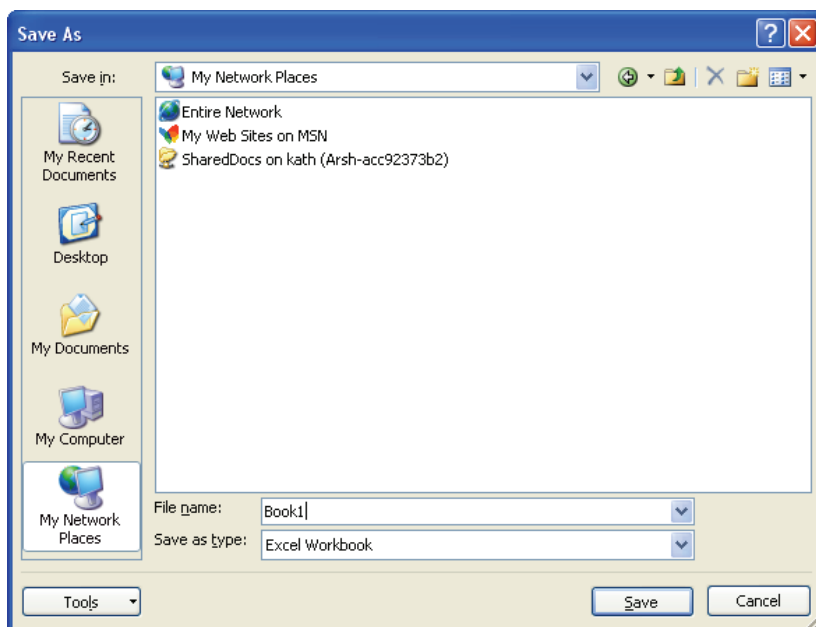 Save As
Save in:
My Network Places
My Recent
Documents
Desktop
My Documents
My Computer
My Network
Places
Entire Network
My Web Sites on MSN
SharedDocs on kath (Arsh-acc92373b2)
File name:
Book1
Save as type:
Excel Workbook
Tools
Save
Cancel